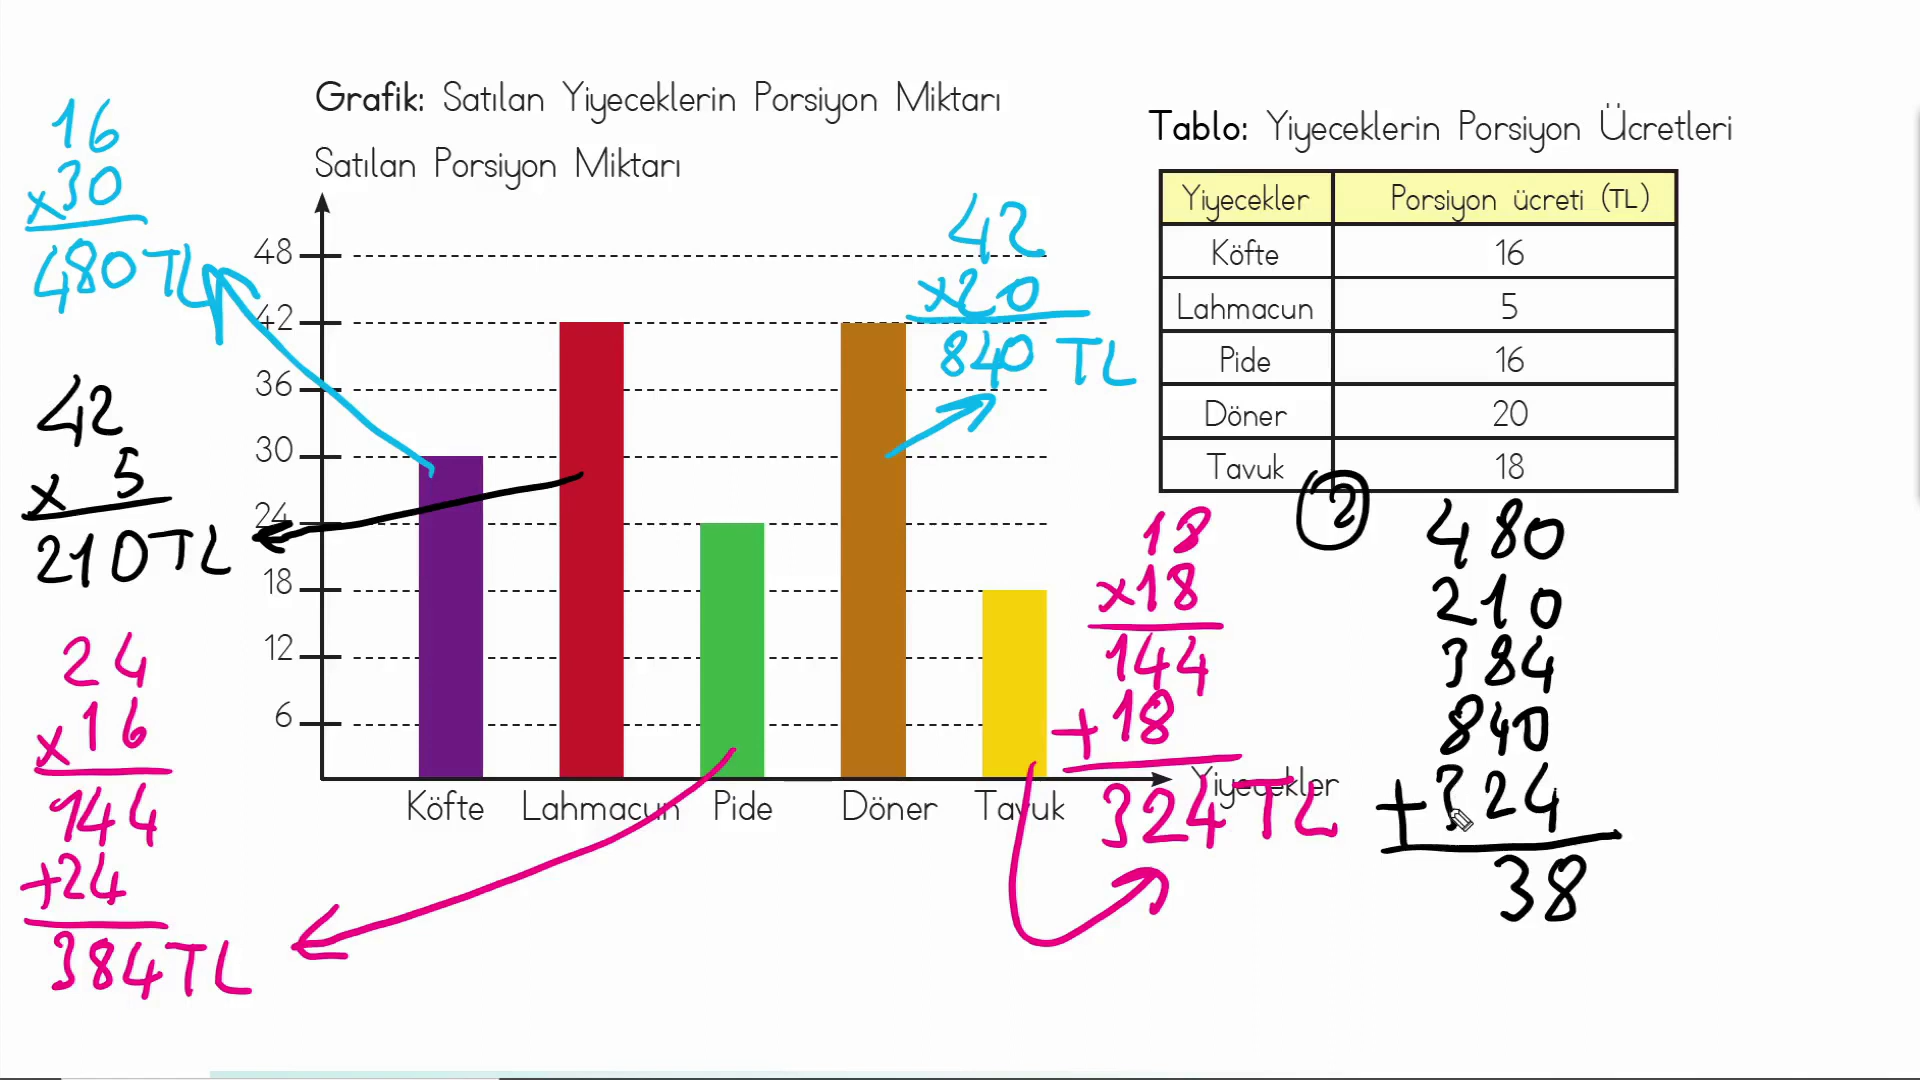 Grafik: Satılan Yiyeceklerin Porsiyon Miktarı
Satılan Porsiyon Miktarı
48
42
36
30
24
18
12
6
Köfte Lahmacun Pide Döner Tavuk
Yiyecekler
16
x30
480TL
42
x 5
210TL
24
x16
144
+24
384TL
42
x20
840 TL
18
x18
144
+18
324TL
Tablo: Yiyeceklerin Porsiyon Ücretleri
Yiyecekler Porsiyon ücreti (TL)
Köfte 16
Lahmacun 5
Pide 16
Döner 20
Tavuk 18
2
480
210
384
840
+324
38